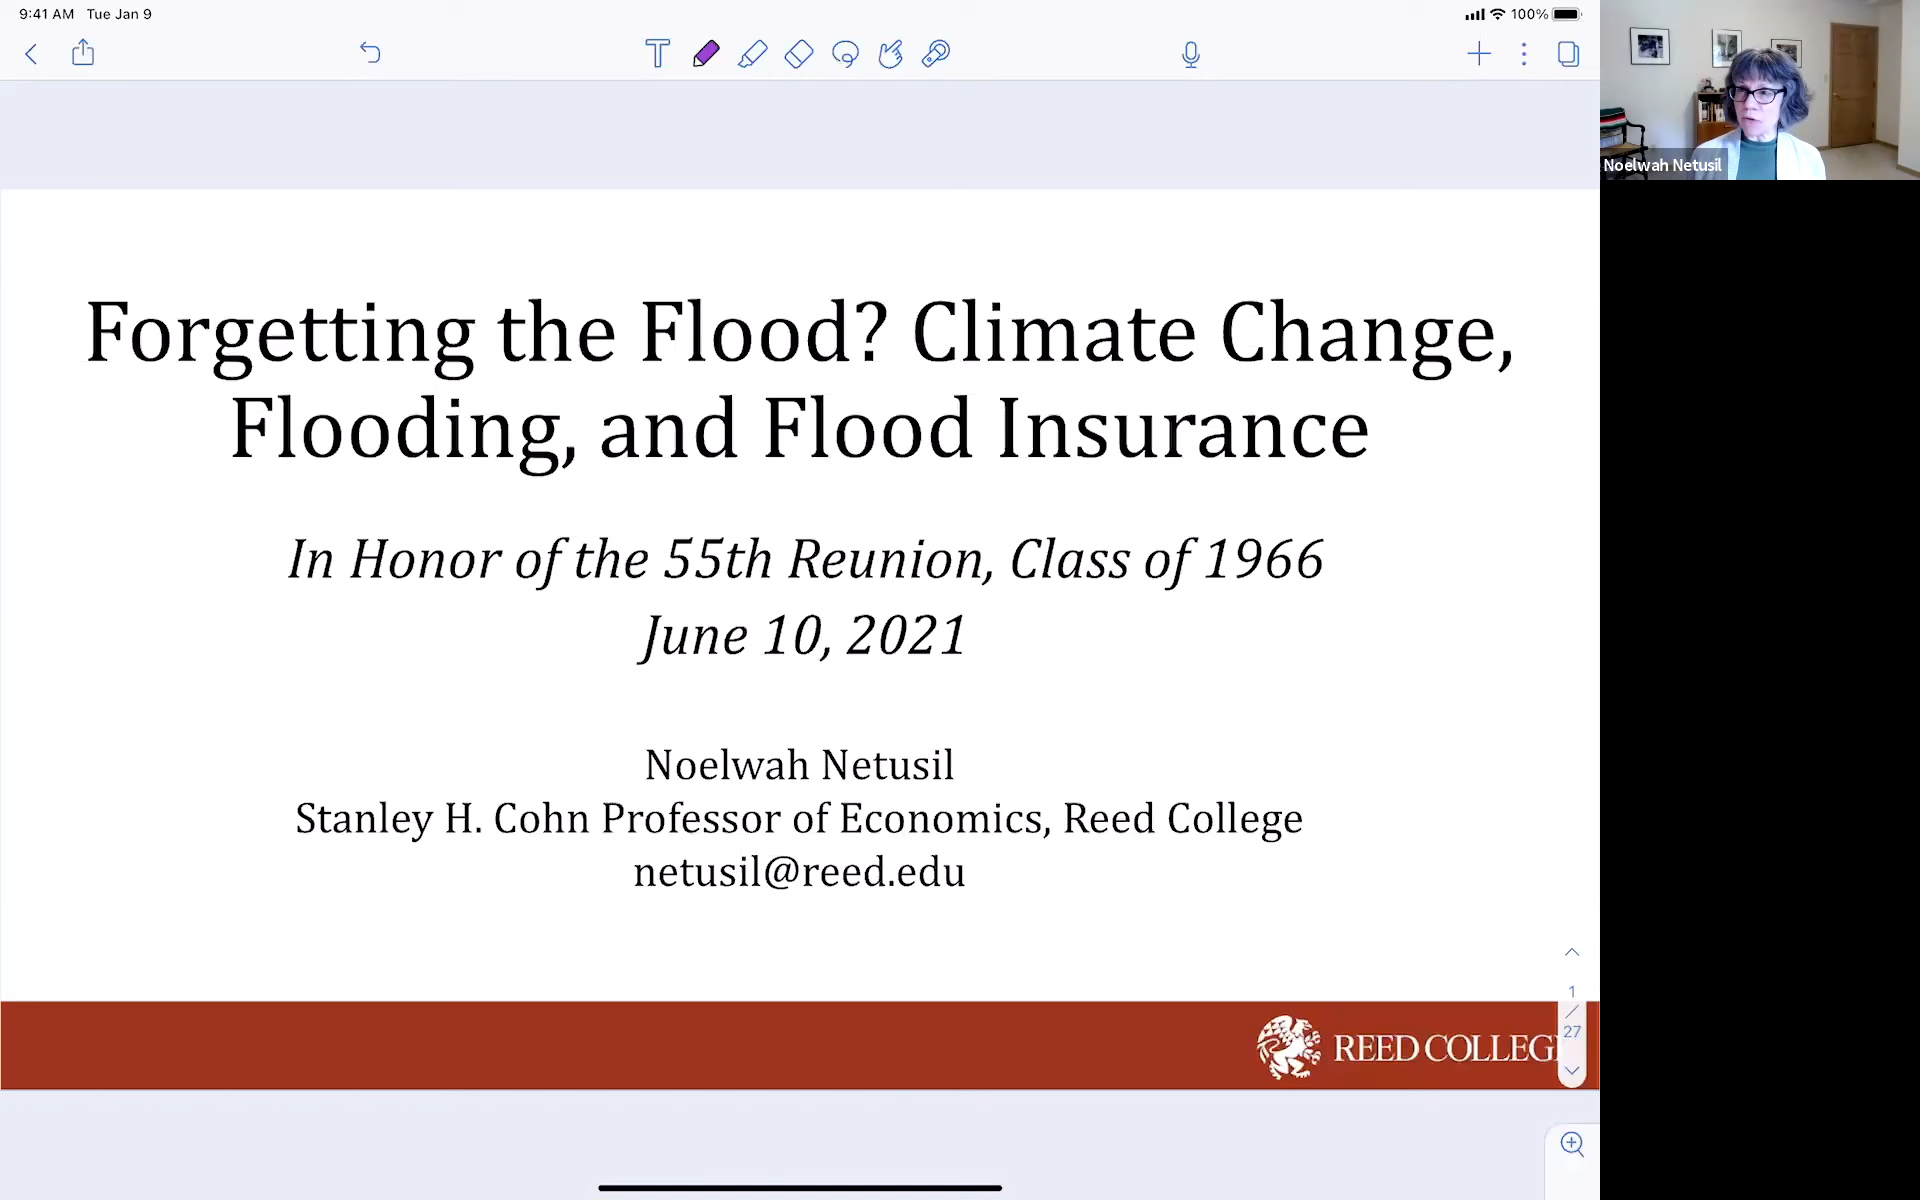 9:41 AM Tue Jan 9
100%
Noelwah Netusil
Forgetting the Flood? Climate Change,
Flooding, and Flood Insurance
In Honor of the 55th Reunion, Class of 1966
June 10, 2021
Noelwah Netusil
Stanley H. Cohn Professor of Economics, Reed College
netusil@reed.edu
1
/
27
REED COLLEGE